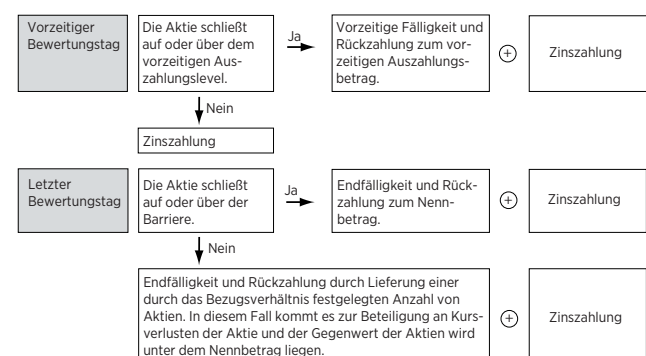 Vorzeitiger
Bewertungstag
Die Aktie schließt
auf oder über dem
vorzeitigen Aus-
zahlungslevel.
Ja
Vorzeitige Fälligkeit und
Rückzahlung zum vor-
zeitigen Auszahlungs-
betrag.
+
Zinszahlung
Nein
Zinszahlung
Letzter
Bewertungstag
Die Aktie schließt
auf oder über der
Barriere.
Ja
Endfälligkeit und Rück-
zahlung zum Nenn-
betrag.
+
Zinszahlung
Nein
Endfälligkeit und Rückzahlung durch Lieferung einer
durch das Bezugsverhältnis festgelegten Anzahl von
Aktien. In diesem Fall kommt es zur Beteiligung an Kurs-
verlusten der Aktie und der Gegenwert der Aktien wird
unter dem Nennbetrag liegen.
+
Zinszahlung